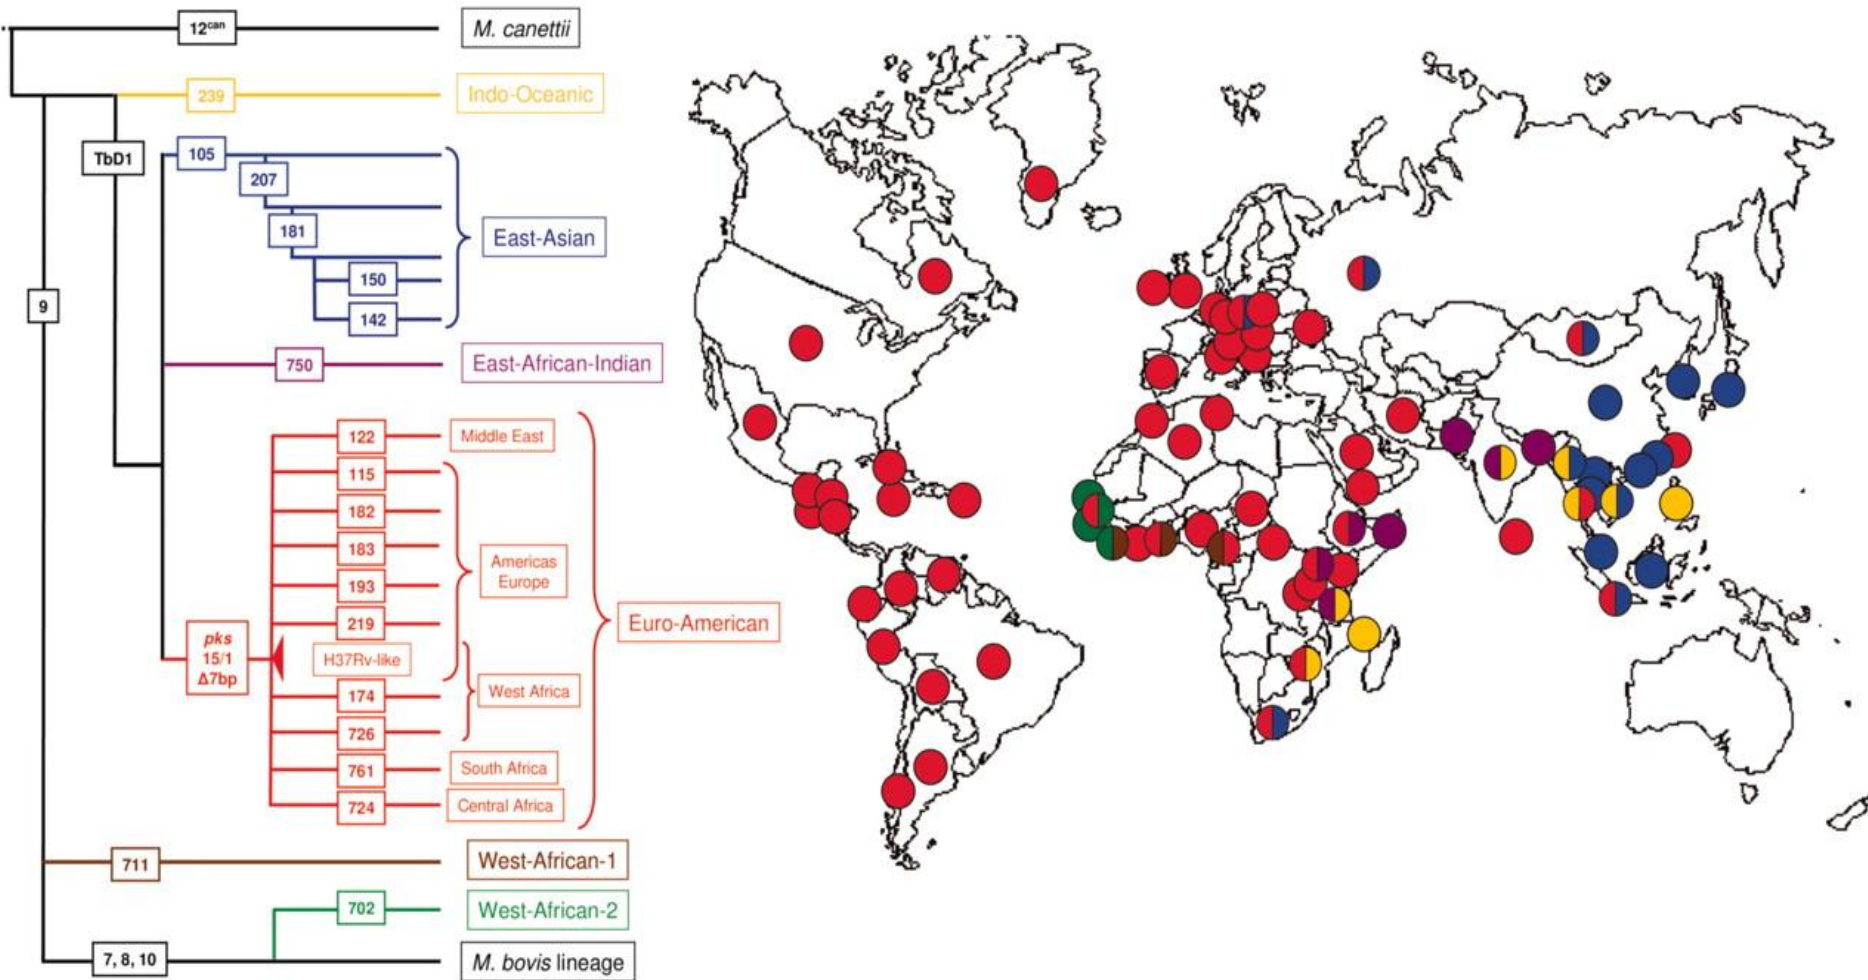 12can
M. canettii
239
Indo-Oceanic
TbD1
105
207
181
150
142
East-Asian
9
750
East-African-Indian
122
Middle East
115
182
183
193
219
Americas
Europe
H37Rv-like
pks
15/1
Δ7bp
174
726
West Africa
Euro-American
761
South Africa
724
Central Africa
711
West-African-1
702
West-African-2
7, 8, 10
M. bovis lineage